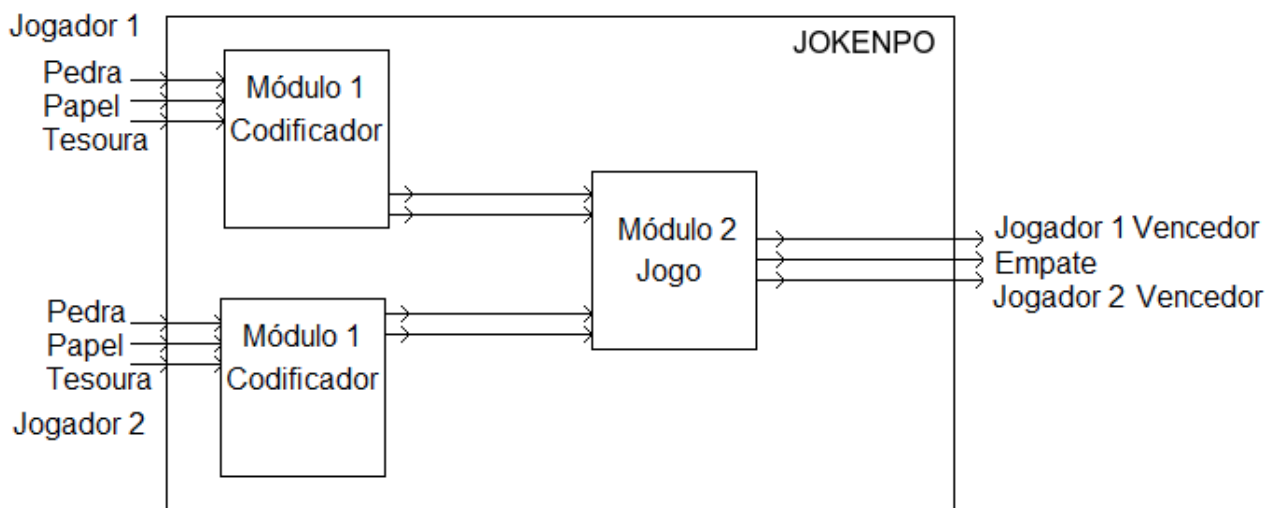 Jogador 1
JOKENPO
Pedra
Papel
Tesoura
Módulo 1
Codificador
Módulo 2
Jogo
Jogador 1 Vencedor
Empate
Jogador 2 Vencedor
Pedra
Papel
Tesoura
Módulo 1
Codificador
Jogador 2